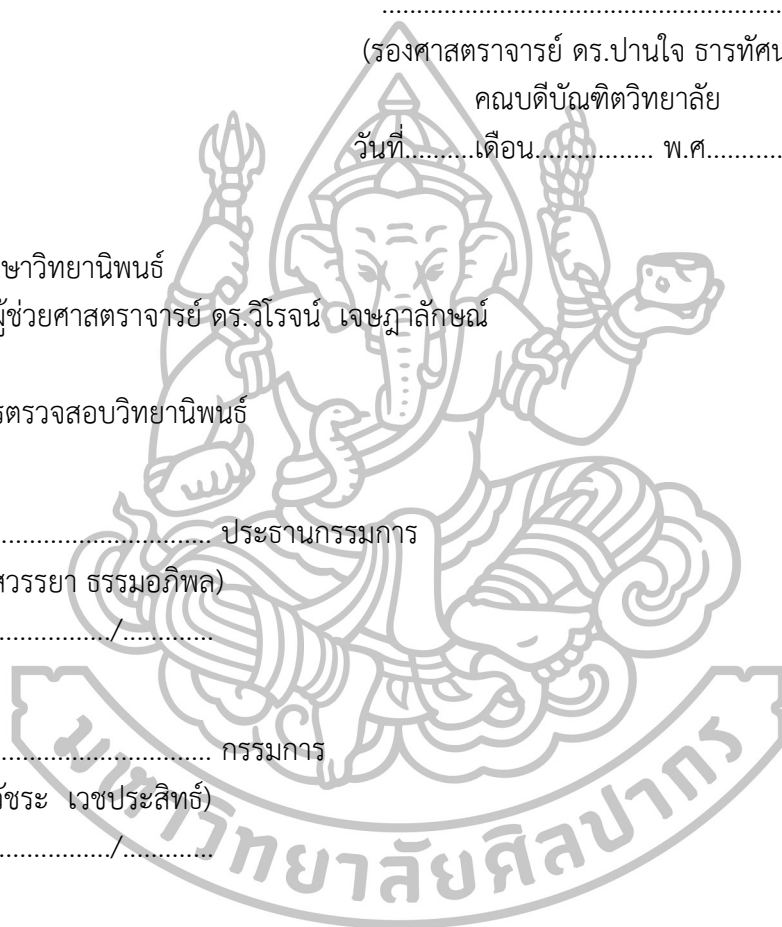 ........................................................
(รองศาสตราจารย์ ดร.ปานใจ ธารทัศน
คณบดีบัณฑิตวิทยาลัย
วันที่..........เดือน................. พ.ศ...........
ษาวิทยานิพนธ์
ผู้ช่วยศาสตราจารย์ ดร.วิโรจน์ เจษฎาลักษณ์
รตรวจสอบวิทยานิพนธ์
............................... ประธานกรรมการ
สวรรยา ธรรมอภิพล)
................/.............
............................... กรรมการ
วัชระ เวชประสิทธ์)
................/.............
มหาวิทยาลัยศิลปากร